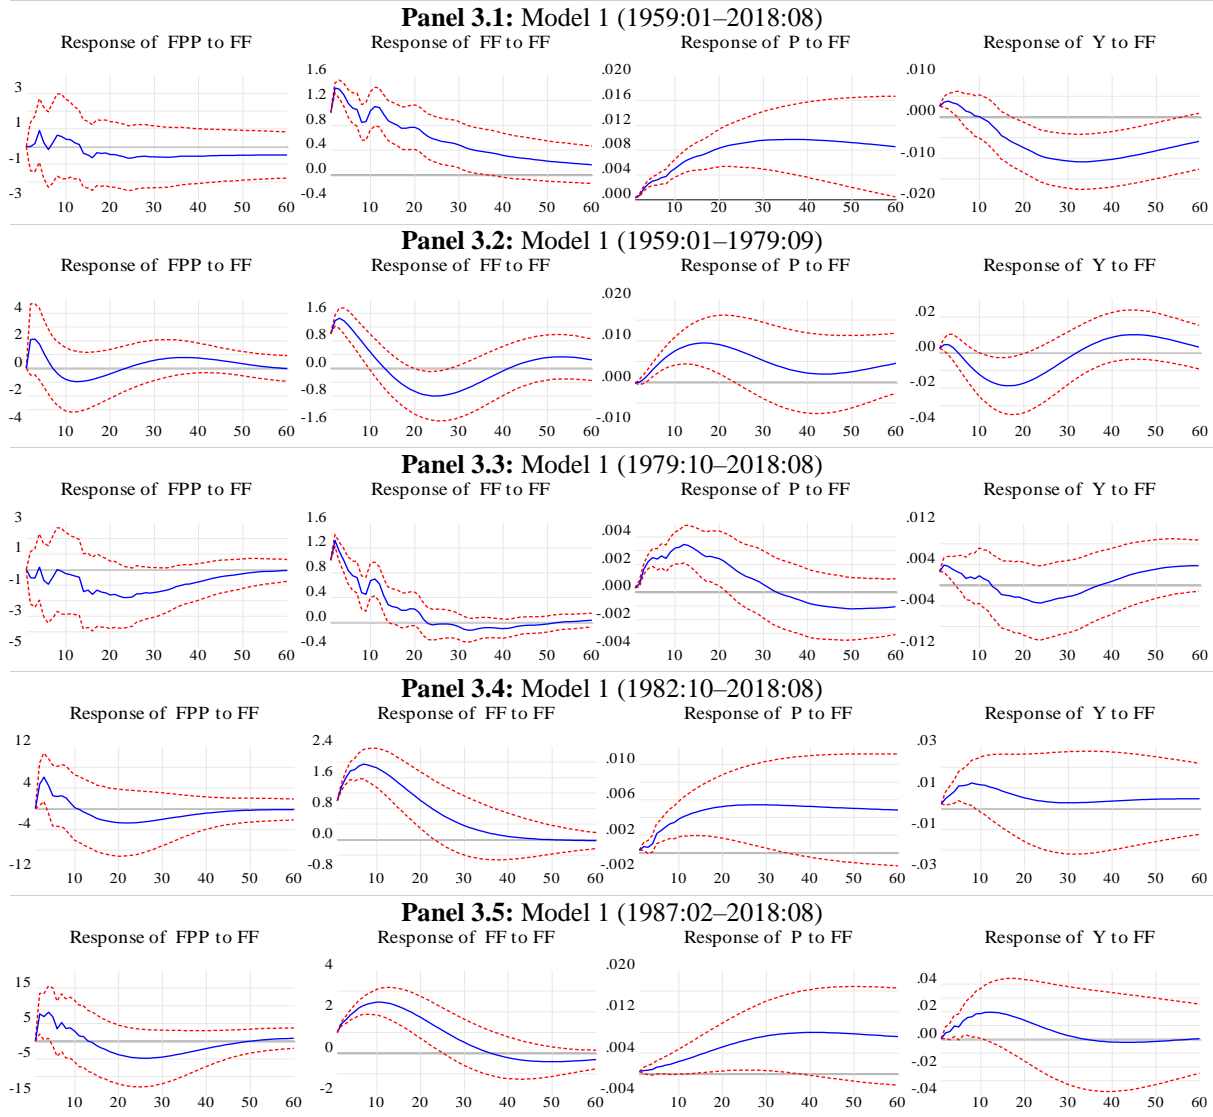 Panel 3.1: Model 1 (1959:01–2018:08)
Response of FPP to FF
3
1
-1
-3
10 20 30 40 50 60
Response of FF to FF
1.6
1.2
0.8
0.4
0.0
-0.4
10 20 30 40 50 60
Response of P to FF
.020
.016
.012
.008
.004
.000
10 20 30 40 50 60
Response of Y to FF
.010
.000
-.010
-.020
10 20 30 40 50 60
Panel 3.2: Model 1 (1959:01–1979:09)
Response of FPP to FF
4
2
0
-2
-4
10 20 30 40 50 60
Response of FF to FF
1.6
0.8
0.0
-0.8
-1.6
10 20 30 40 50 60
Response of P to FF
.020
.010
.000
-.010
10 20 30 40 50 60
Response of Y to FF
.02
.00
-.02
-.04
10 20 30 40 50 60
Panel 3.3: Model 1 (1979:10–2018:08)
Response of FPP to FF
3
1
-1
-3
-5
10 20 30 40 50 60
Response of FF to FF
1.6
1.2
0.8
0.4
0.0
-0.4
10 20 30 40 50 60
Response of P to FF
.004
.002
.000
-.002
-.004
10 20 30 40 50 60
Response of Y to FF
.012
.004
-.004
-.012
10 20 30 40 50 60
Panel 3.4: Model 1 (1982:10–2018:08)
Response of FPP to FF
12
4
-4
-12
10 20 30 40 50 60
Response of FF to FF
2.4
1.6
0.8
0.0
-0.8
10 20 30 40 50 60
Response of P to FF
.010
.006
.002
-.002
10 20 30 40 50 60
Response of Y to FF
.03
.01
-.01
-.03
10 20 30 40 50 60
Panel 3.5: Model 1 (1987:02–2018:08)
Response of FPP to FF
15
5
-5
-15
10 20 30 40 50 60
Response of FF to FF
4
2
0
-2
10 20 30 40 50 60
Response of P to FF
.020
.012
.004
-.004
10 20 30 40 50 60
Response of Y to FF
.04
.02
.00
-.02
-.04
10 20 30 40 50 60